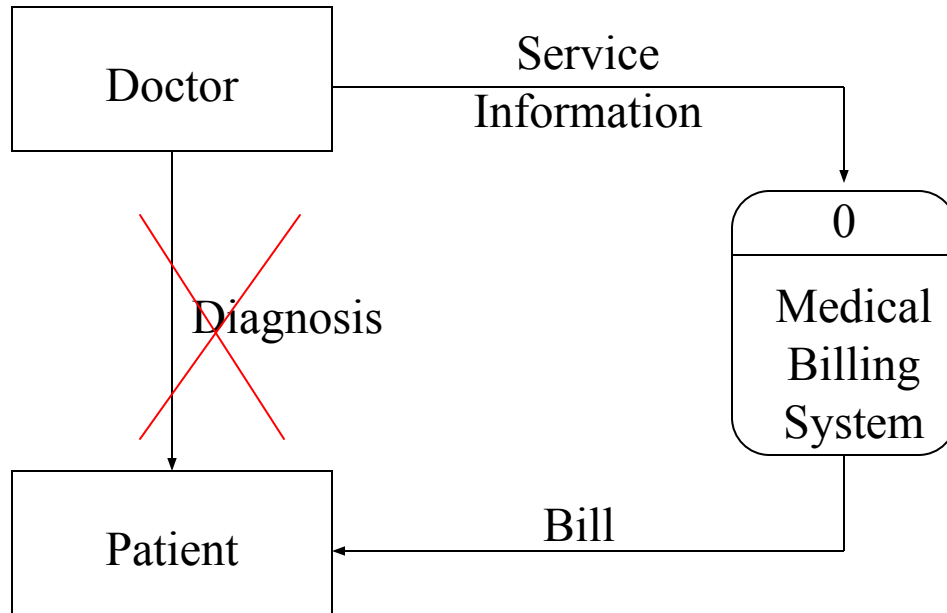 Doctor
Service
Information
0
Medical
Billing
System
Diagnosis
Patient
Bill